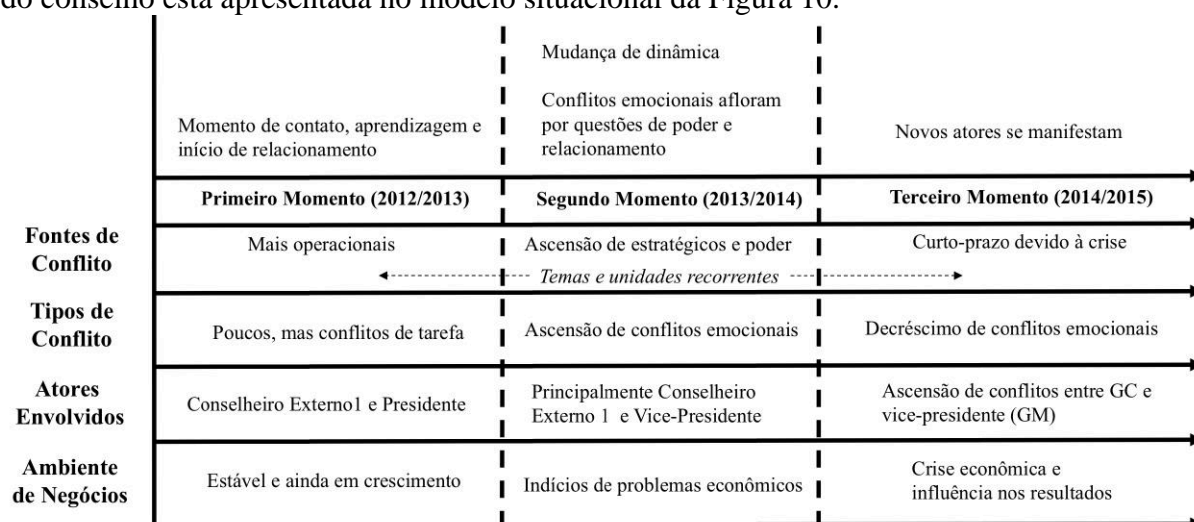 do conselho está apresentada no modelo situacional da Figura 10.
Mudança de dinâmica
Momento de contato, aprendizagem e
início de relacionamento
Conflitos emocionais afloram
por questões de poder e
relacionamento
Novos atores se manifestam
Primeiro Momento (2012/2013)
Segundo Momento (2013/2014)
Terceiro Momento (2014/2015)
Fontes de
Conflito
Mais operacionais
Ascensão de estratégicos e poder
Curto-prazo devido à crise
Temas e unidades recorrentes
Tipos de
Conflito
Poucos, mas conflitos de tarefa
Ascensão de conflitos emocionais
Decréscimo de conflitos emocionais
Atores
Envolvidos
Conselheiro Externo1 e Presidente
Principalmente Conselheiro
Externo 1 e Vice-Presidente
Ascensão de conflitos entre GC e
vice-presidente (GM)
Ambiente
de Negócios
Estável e ainda em crescimento
Indícios de problemas econômicos
Crise econômica e
influência nos resultados